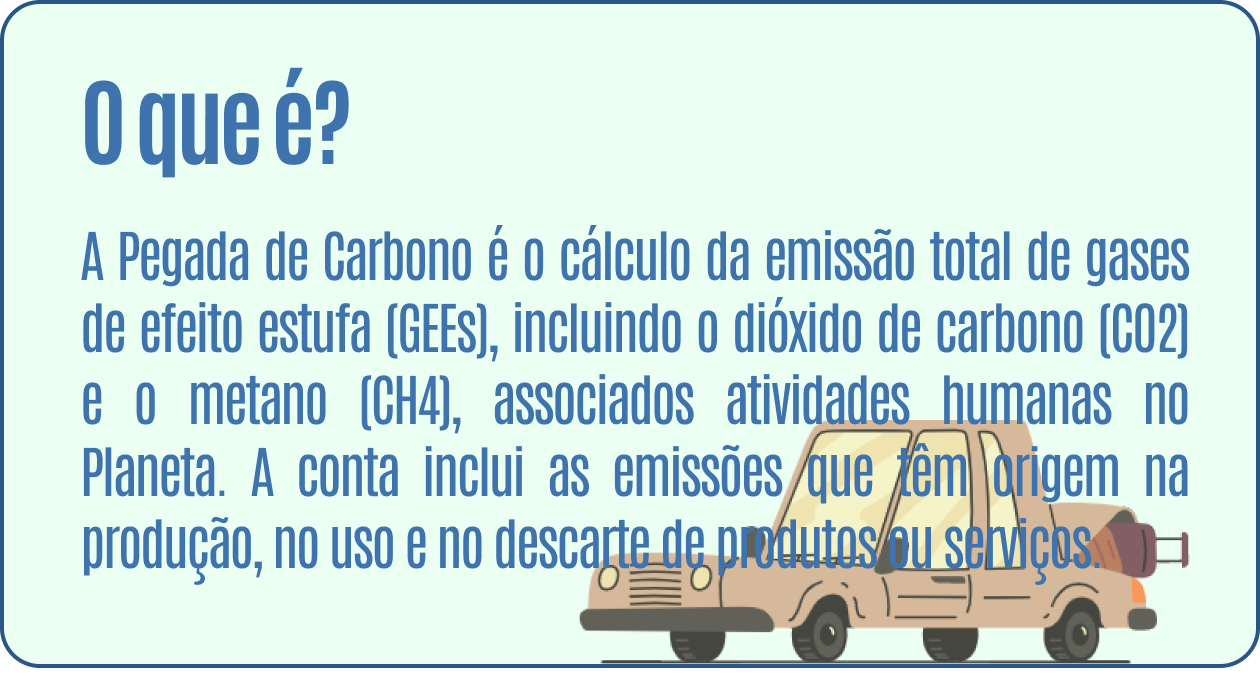 O que é?
A Pegada de Carbono é o cálculo da emissão total de gases
de efeito estufa (GEEs), incluindo o dióxido de carbono (CO2)
e o metano (CH4), associados atividades humanas no
Planeta. A conta inclui as emissões que têm origem na
produção, no uso e no descarte de produtos ou serviços.